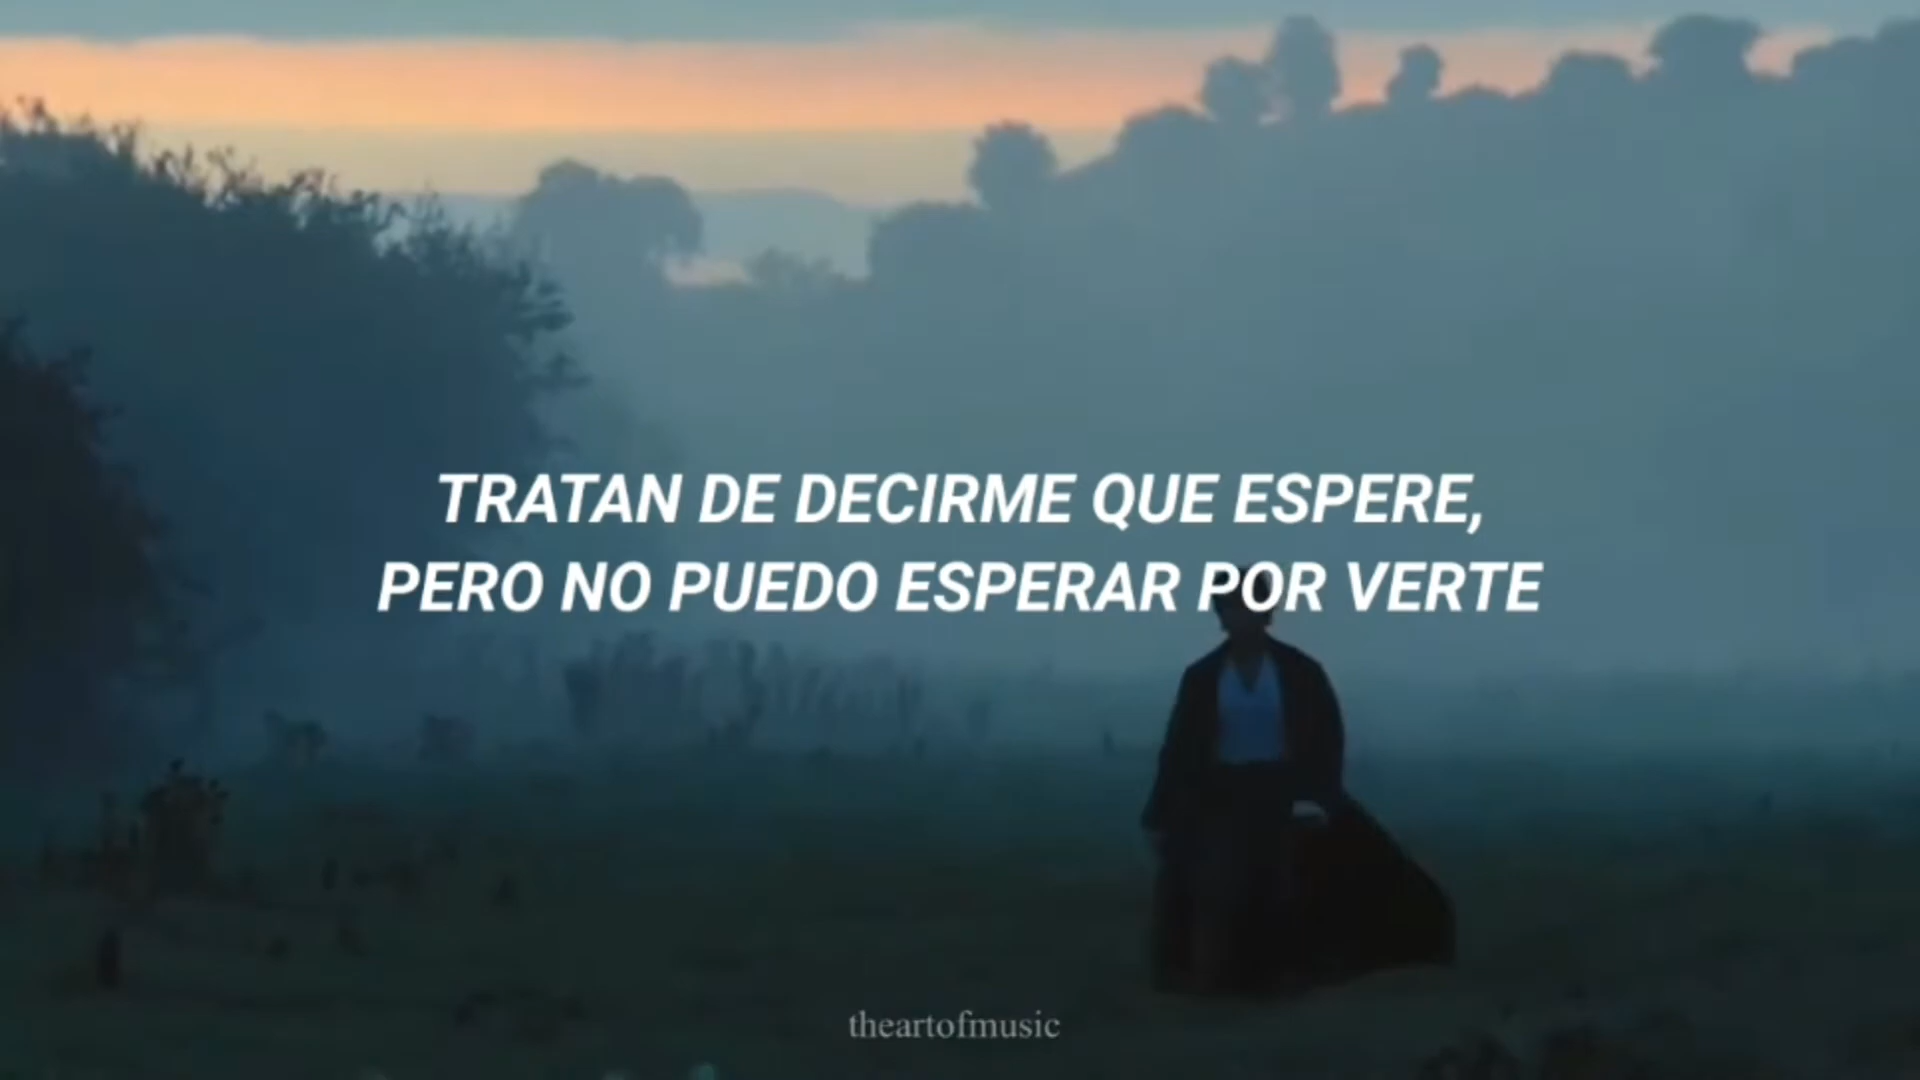 TRATAN DE DECIRME QUE ESPERE,
PERO NO PUEDO ESPERAR POR VERTE
theartofmusic